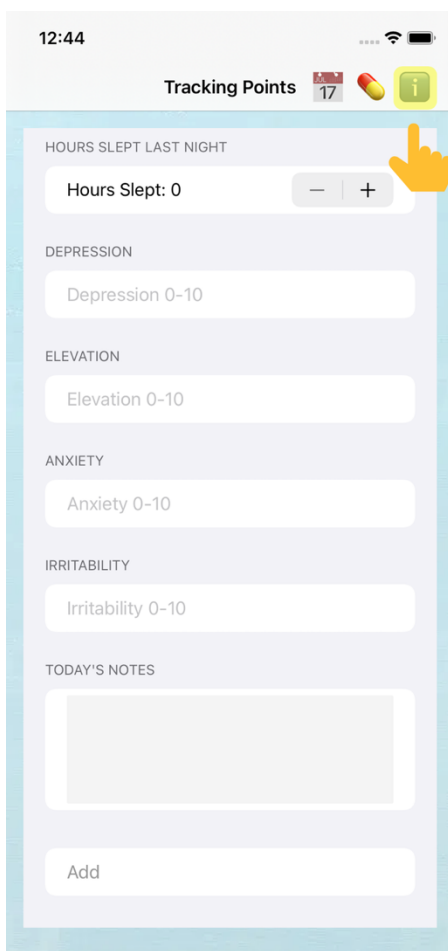 12:44
Tracking Points
JUL
17
i
HOURS SLEPT LAST NIGHT
Hours Slept: 0
− +
DEPRESSION
Depression 0-10
ELEVATION
Elevation 0-10
ANXIETY
Anxiety 0-10
IRRITABILITY
Irritability 0-10
TODAY'S NOTES
Add